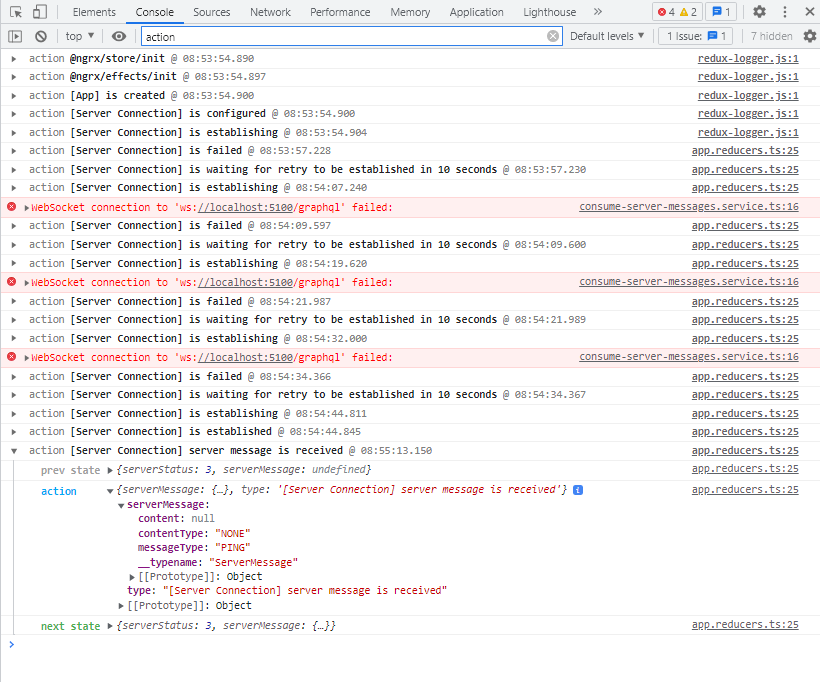 Elements Console Sources Network Performance Memory Application Lighthouse 4 2 1
top action Default levels 1 Issue: 1 7 hidden
action @ngrx/store/init @ 08:53:54.890 redux-logger.js:1
action @ngrx/effects/init @ 08:53:54.897 redux-logger.js:1
action [App] is created @ 08:53:54.900 redux-logger.js:1
action [Server Connection] is configured @ 08:53:54.900 redux-logger.js:1
action [Server Connection] is establishing @ 08:53:54.904 redux-logger.js:1
action [Server Connection] is failed @ 08:53:57.228 app.reducers.ts:25
action [Server Connection] is waiting for retry to be established in 10 seconds @ 08:53:57.230 app.reducers.ts:25
action [Server Connection] is establishing @ 08:54:07.240 app.reducers.ts:25
WebSocket connection to 'ws://localhost:5100/graphql' failed: consume-server-messages.service.ts:16
action [Server Connection] is failed @ 08:54:09.597 app.reducers.ts:25
action [Server Connection] is waiting for retry to be established in 10 seconds @ 08:54:09.600 app.reducers.ts:25
action [Server Connection] is establishing @ 08:54:19.620 app.reducers.ts:25
WebSocket connection to 'ws://localhost:5100/graphql' failed: consume-server-messages.service.ts:16
action [Server Connection] is failed @ 08:54:21.987 app.reducers.ts:25
action [Server Connection] is waiting for retry to be established in 10 seconds @ 08:54:21.989 app.reducers.ts:25
action [Server Connection] is establishing @ 08:54:32.000 app.reducers.ts:25
WebSocket connection to 'ws://localhost:5100/graphql' failed: consume-server-messages.service.ts:16
action [Server Connection] is failed @ 08:54:34.366 app.reducers.ts:25
action [Server Connection] is waiting for retry to be established in 10 seconds @ 08:54:34.367 app.reducers.ts:25
action [Server Connection] is establishing @ 08:54:44.811 app.reducers.ts:25
action [Server Connection] is established @ 08:54:44.845 app.reducers.ts:25
action [Server Connection] server message is received @ 08:55:13.150 app.reducers.ts:25
prev state {serverStatus: 3, serverMessage: undefined} app.reducers.ts:25
action {serverMessage: {…}, type: '[Server Connection] server message is received'} app.reducers.ts:25
serverMessage:
content: null
contentType: "NONE"
messageType: "PING"
__typename: "ServerMessage"
[[Prototype]]: Object
type: "[Server Connection] server message is received"
[[Prototype]]: Object
next state {serverStatus: 3, serverMessage: {…}} app.reducers.ts:25